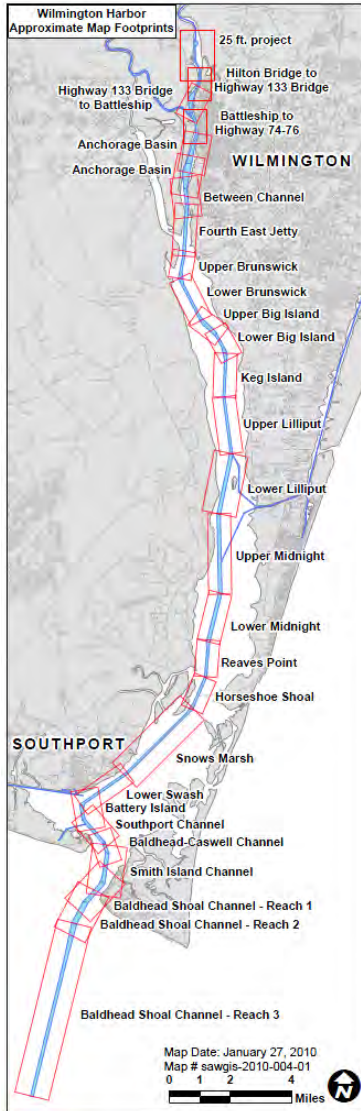 Wilmington Harbor
Approximate Map Footprints
25 ft. project
Hilton Bridge to
Highway 133 Bridge
Highway 133 Bridge
to Battleship
Battleship to
Highway 74-76
Anchorage Basin
WILMINGTON
Anchorage Basin
Between Channel
Fourth East Jetty
Upper Brunswick
Lower Brunswick
Upper Big Island
Lower Big Island
Keg Island
Upper Lilliput
Lower Lilliput
Upper Midnight
Lower Midnight
Reaves Point
Horseshoe Shoal
SOUTHPORT
Snows Marsh
Lower Swash
Battery Island
Southport Channel
Baldhead-Caswell Channel
Smith Island Channel
Baldhead Shoal Channel - Reach 1
Baldhead Shoal Channel - Reach 2
Baldhead Shoal Channel - Reach 3
Map Date: January 27, 2010
Map # sawgis-2010-004-01
0 1 2 4
Miles
N